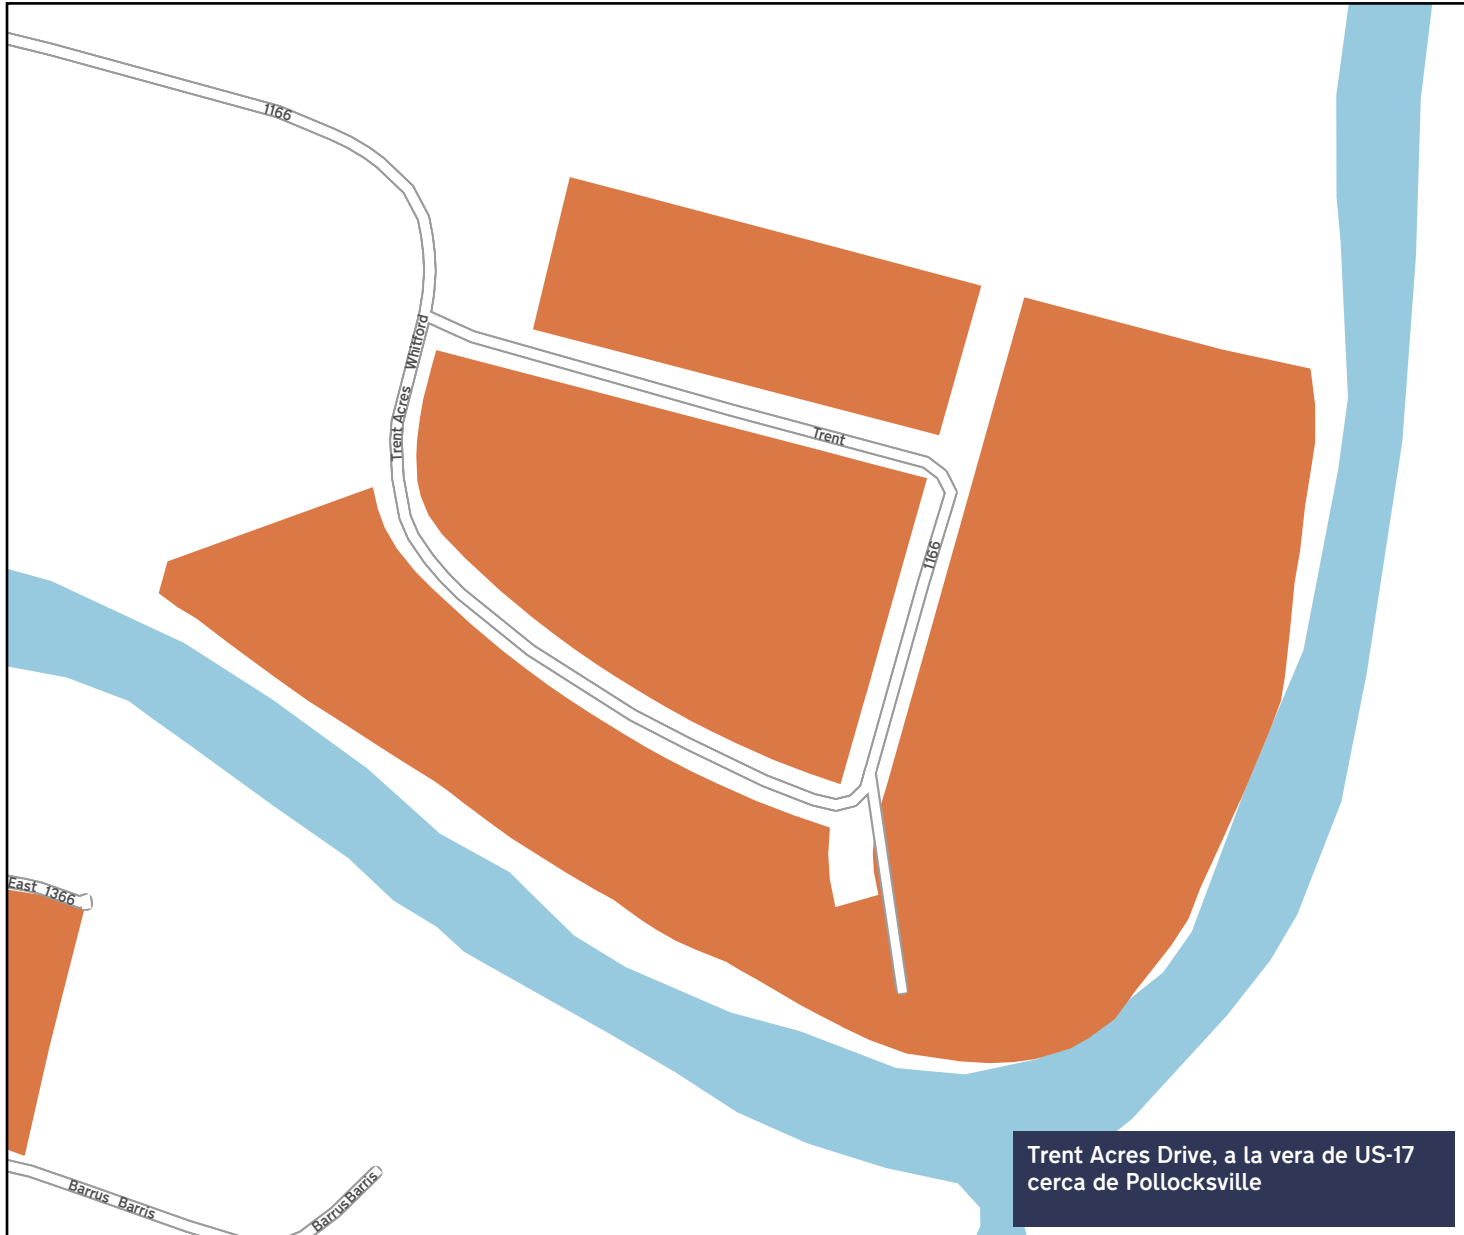 1166
Whitford
Trent Acres
Trent
1166
East 1366
Barrus Barris
Barrus Barris
Trent Acres Drive, a la vera de US-17
cerca de Pollocksville